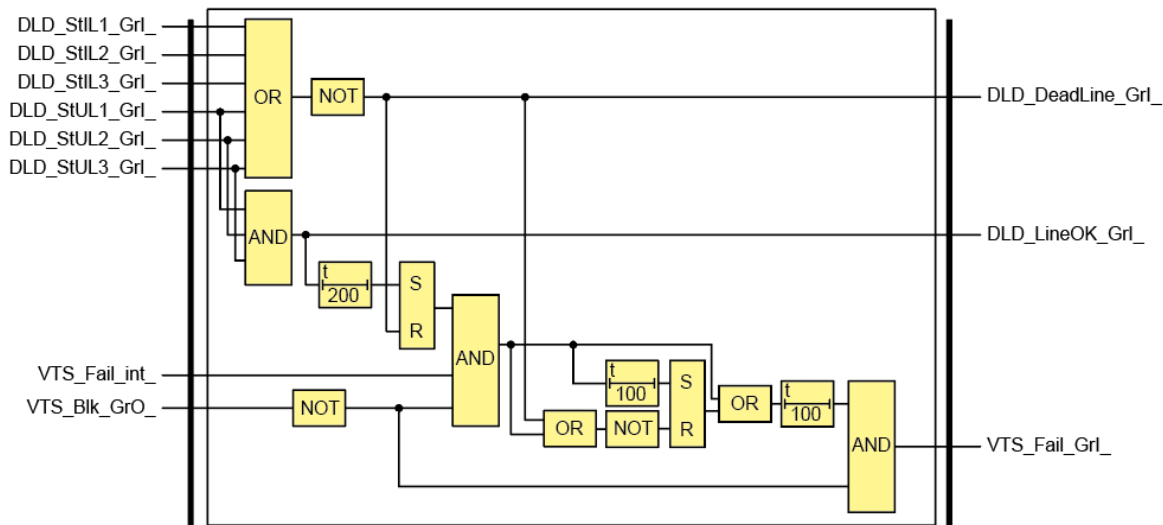 DLD_StIL1_GrI_
DLD_StIL2_GrI_
DLD_StIL3_GrI_
DLD_StUL1_GrI_
DLD_StUL2_GrI_
DLD_StUL3_GrI_
OR
NOT
DLD_DeadLine_GrI_
AND
DLD_LineOK_GrI_
t
200
S
R
AND
VTS_Fail_int_
VTS_Blk_GrO_
NOT
t
100
S
R
OR
NOT
OR
t
100
AND
VTS_Fail_GrI_